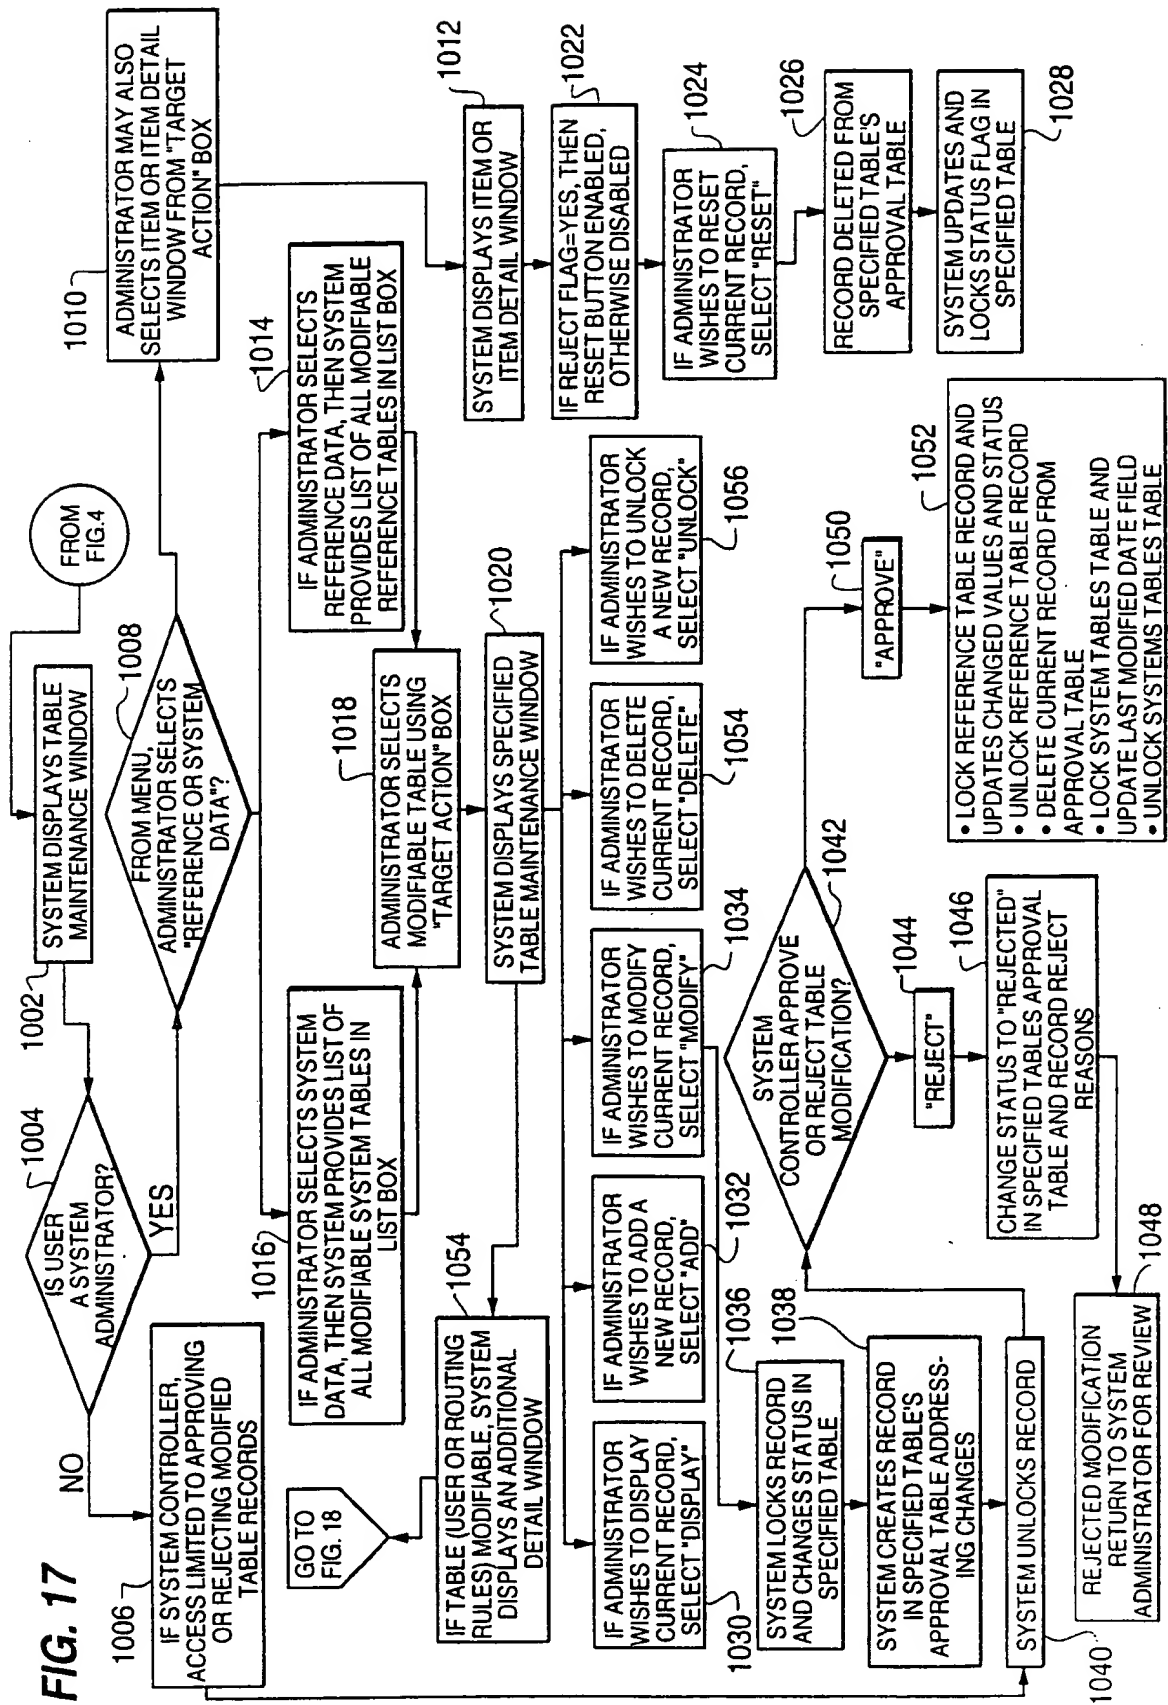 FIG. 17
FROM
FIG.4
1002
SYSTEM DISPLAYS TABLE
MAINTENANCE WINDOW
1004
IS USER
A SYSTEM
ADMINISTRATOR?
NO
YES
1006
IF SYSTEM CONTROLLER,
ACCESS LIMITED TO APPROVING
OR REJECTING MODIFIED
TABLE RECORDS
1008
FROM MENU,
ADMINISTRATOR SELECTS
"REFERENCE OR SYSTEM
DATA"?
1010
ADMINISTRATOR MAY ALSO
SELECTS ITEM OR ITEM DETAIL
WINDOW FROM "TARGET
ACTION" BOX
1016
IF ADMINISTRATOR SELECTS SYSTEM
DATA, THEN SYSTEM PROVIDES LIST OF
ALL MODIFIABLE SYSTEM TABLES IN
LIST BOX
1014
IF ADMINISTRATOR SELECTS
REFERENCE DATA, THEN SYSTEM
PROVIDES LIST OF ALL MODIFIABLE
REFERENCE TABLES IN LIST BOX
1018
ADMINISTRATOR SELECTS
MODIFIABLE TABLE USING
"TARGET ACTION" BOX
1012
SYSTEM DISPLAYS ITEM OR
ITEM DETAIL WINDOW
GO TO
FIG. 18
1054
IF TABLE (USER OR ROUTING
RULES) MODIFIABLE, SYSTEM
DISPLAYS AN ADDITIONAL
DETAIL WINDOW
1020
SYSTEM DISPLAYS SPECIFIED
TABLE MAINTENANCE WINDOW
1022
IF REJECT FLAG=YES, THEN
RESET BUTTON ENABLED,
OTHERWISE DISABLED
1024
IF ADMINISTRATOR
WISHES TO RESET
CURRENT RECORD,
SELECT "RESET"
1026
RECORD DELETED FROM
SPECIFIED TABLE'S
APPROVAL TABLE
1028
SYSTEM UPDATES AND
LOCKS STATUS FLAG IN
SPECIFIED TABLE
IF ADMINISTRATOR
WISHES TO DISPLAY
CURRENT RECORD,
SELECT "DISPLAY"
1030
IF ADMINISTRATOR
WISHES TO ADD A
NEW RECORD,
SELECT "ADD"
1032
IF ADMINISTRATOR
WISHES TO MODIFY
CURRENT RECORD,
SELECT "MODIFY"
1034
IF ADMINISTRATOR
WISHES TO DELETE
CURRENT RECORD,
SELECT "DELETE"
1054
IF ADMINISTRATOR
WISHES TO UNLOCK
A NEW RECORD,
SELECT "UNLOCK"
1056
1036
SYSTEM LOCKS RECORD
AND CHANGES STATUS IN
SPECIFIED TABLE
1038
SYSTEM CREATES RECORD
IN SPECIFIED TABLE'S
APPROVAL TABLE ADDRESS-
ING CHANGES
SYSTEM UNLOCKS RECORD
1040
1042
SYSTEM
CONTROLLER APPROVE
OR REJECT TABLE
MODIFICATION?
1044
"REJECT"
1046
CHANGE STATUS TO "REJECTED"
IN SPECIFIED TABLES APPROVAL
TABLE AND RECORD REJECT
REASONS
1048
REJECTED MODIFICATION
RETURN TO SYSTEM
ADMINISTRATOR FOR REVIEW
1050
"APPROVE"
1052
• LOCK REFERENCE TABLE RECORD AND
UPDATES CHANGED VALUES AND STATUS
• UNLOCK REFERENCE TABLE RECORD
• DELETE CURRENT RECORD FROM
APPROVAL TABLE
• LOCK SYSTEM TABLES TABLE AND
UPDATE LAST MODIFIED DATE FIELD
• UNLOCK SYSTEMS TABLES TABLE